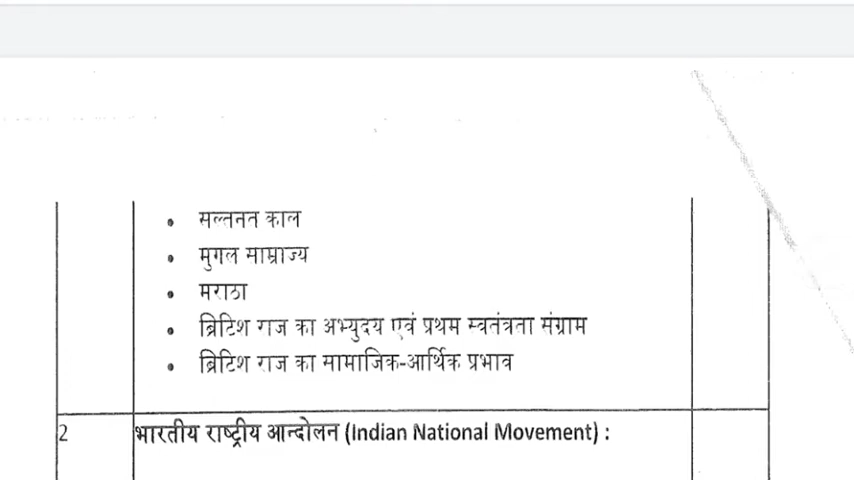 • सल्तनत काल
• मुगल साम्राज्य
• मराठा
• ब्रिटिश राज का अभ्युदय एवं प्रथम स्वतंत्रता संग्राम
• ब्रिटिश राज का सामाजिक-आर्थिक प्रभाव
2 भारतीय राष्ट्रीय आन्दोलन (Indian National Movement) :